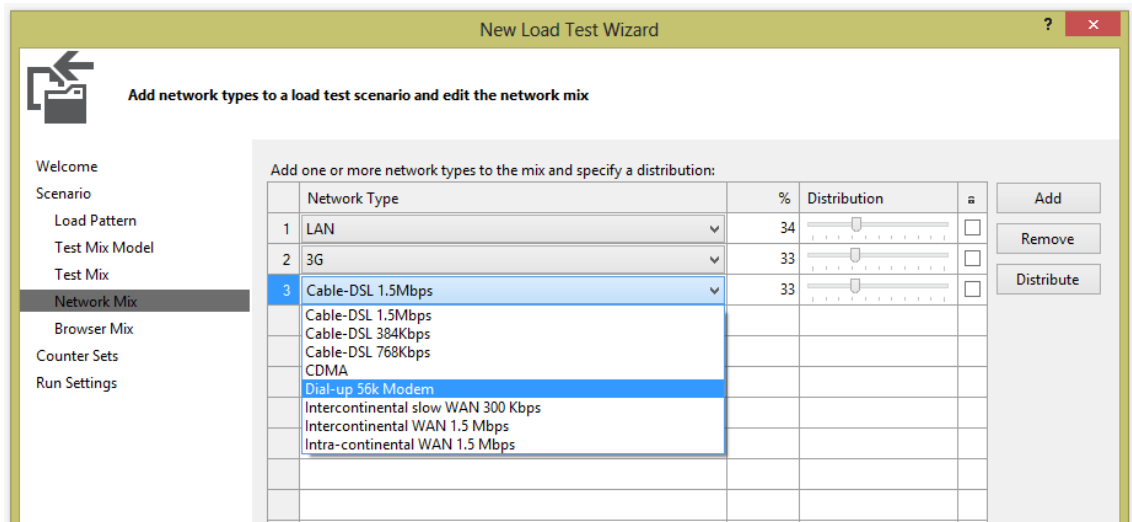 New Load Test Wizard
?
Add network types to a load test scenario and edit the network mix
Welcome
Scenario
Load Pattern
Test Mix Model
Test Mix
Network Mix
Browser Mix
Counter Sets
Run Settings
Add one or more network types to the mix and specify a distribution:
Network Type % Distribution
1 LAN 34
2 3G 33
3 Cable-DSL 1.5Mbps 33
Cable-DSL 1.5Mbps
Cable-DSL 384Kbps
Cable-DSL 768Kbps
CDMA
Dial-up 56k Modem
Intercontinental slow WAN 300 Kbps
Intercontinental WAN 1.5 Mbps
Intra-continental WAN 1.5 Mbps
Add
Remove
Distribute